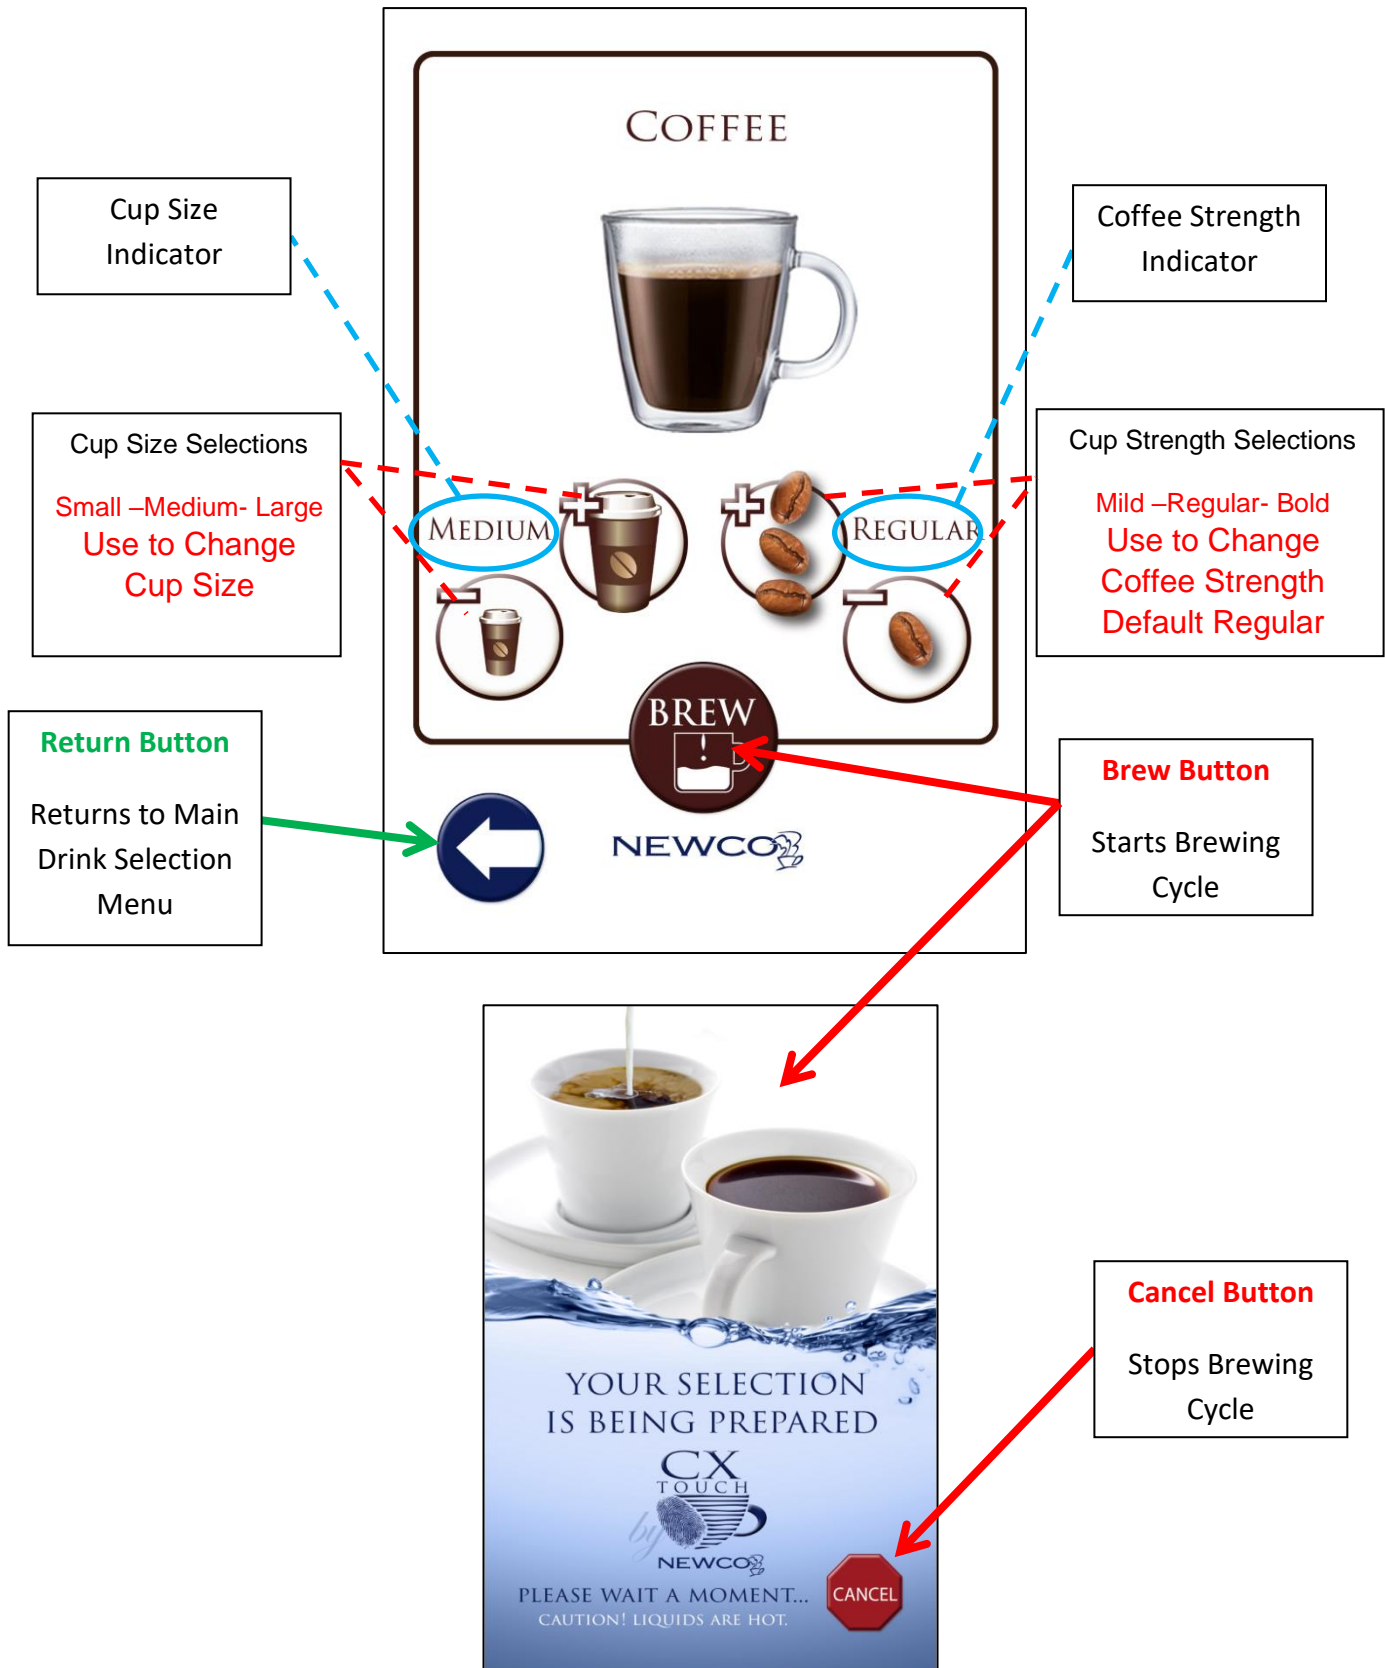 COFFEE
Cup Size
Indicator
Coffee Strength
Indicator
Cup Size Selections
Small –Medium- Large
Use to Change
Cup Size
MEDIUM
REGULAR
Cup Strength Selections
Mild –Regular- Bold
Use to Change
Coffee Strength
Default Regular
BREW
Return Button
Returns to Main
Drink Selection
Menu
NEWCO
Brew Button
Starts Brewing
Cycle
YOUR SELECTION
IS BEING PREPARED
CX
TOUCH
by
NEWCO
PLEASE WAIT A MOMENT...
CAUTION! LIQUIDS ARE HOT.
CANCEL
Cancel Button
Stops Brewing
Cycle